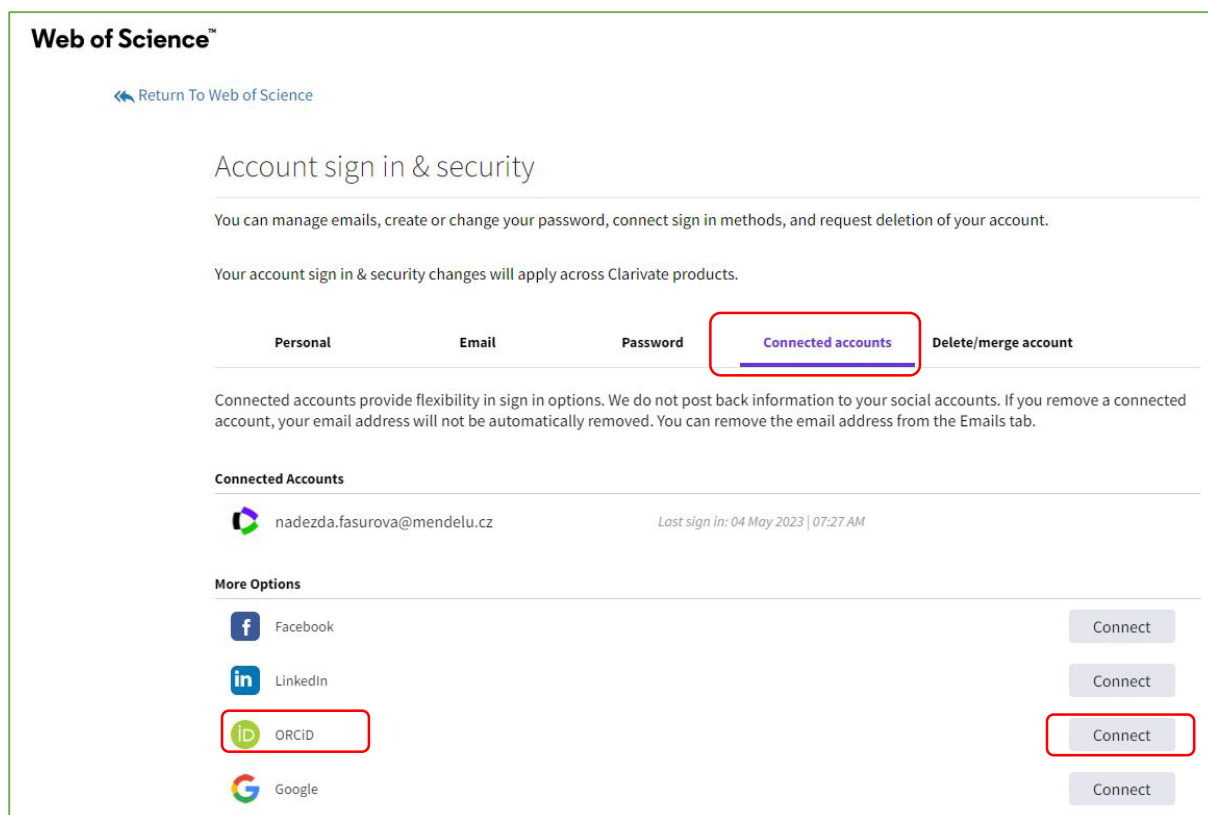 Web of Science™
Return To Web of Science
Account sign in & security
You can manage emails, create or change your password, connect sign in methods, and request deletion of your account.
Your account sign in & security changes will apply across Clarivate products.
Personal Email Password Connected accounts Delete/merge account
Connected accounts provide flexibility in sign in options. We do not post back information to your social accounts. If you remove a connected
account, your email address will not be automatically removed. You can remove the email address from the Emails tab.
Connected Accounts
nadezda.fasurova@mendelu.cz Last sign in: 04 May 2023 | 07:27 AM
More Options
f Facebook Connect
in LinkedIn Connect
iD ORCiD Connect
G Google Connect